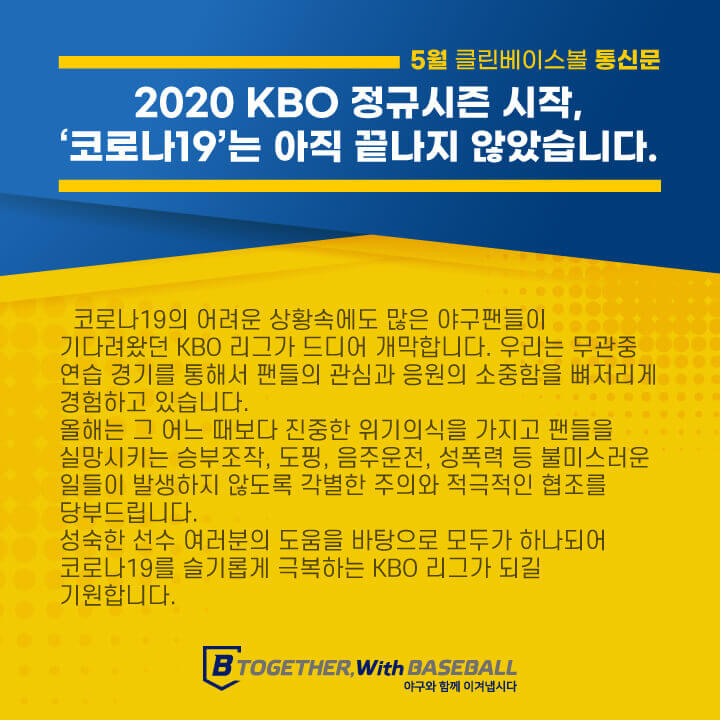 5월 클린베이스볼 통신문
2020 KBO 정규시즌 시작,
‘코로나19’는 아직 끝나지 않았습니다.
코로나19의 어려운 상황속에도 많은 야구팬들이
기다려왔던 KBO 리그가 드디어 개막합니다. 우리는 무관중
연습 경기를 통해서 팬들의 관심과 응원의 소중함을 뼈저리게
경험하고 있습니다.
올해는 그 어느 때보다 진중한 위기의식을 가지고 팬들을
실망시키는 승부조작, 도핑, 음주운전, 성폭력 등 불미스러운
일들이 발생하지 않도록 각별한 주의와 적극적인 협조를
당부드립니다.
성숙한 선수 여러분의 도움을 바탕으로 모두가 하나되어
코로나19를 슬기롭게 극복하는 KBO 리그가 되길
기원합니다.
B TOGETHER, With BASEBALL
야구와 함께 이겨냅시다